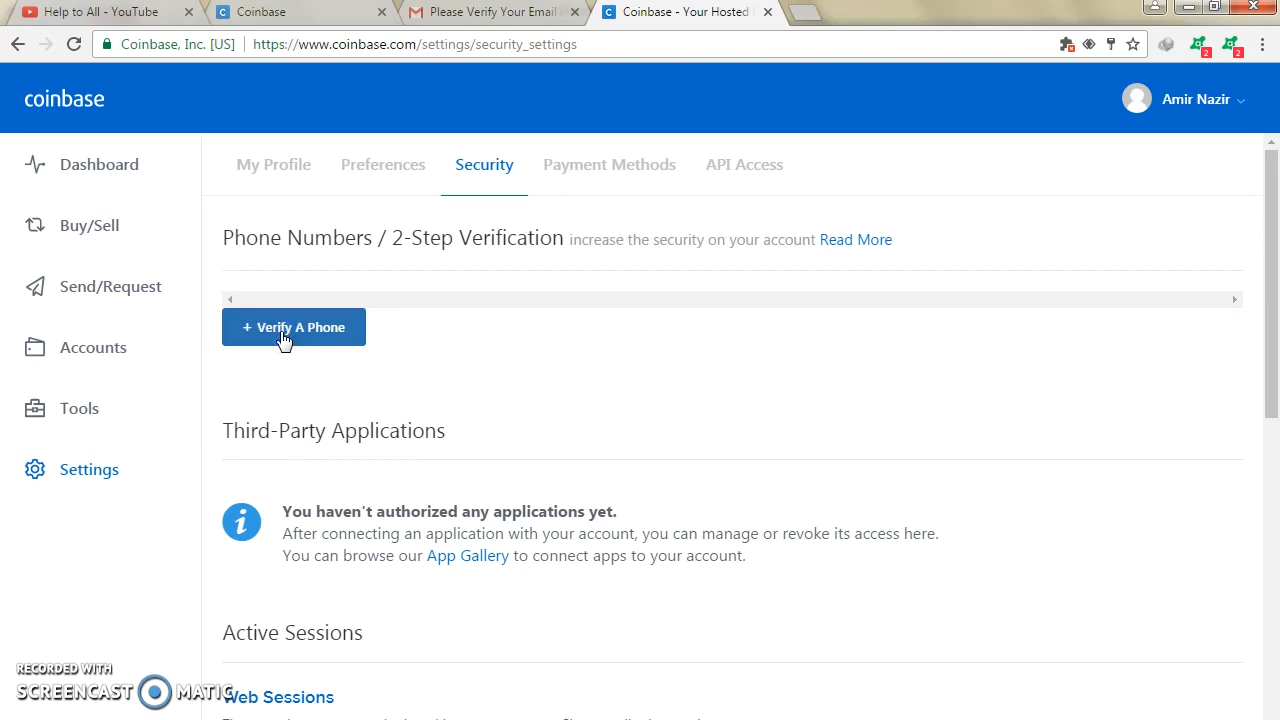 Help to All - YouTube
Coinbase
Please Verify Your Email
Coinbase - Your Hosted
Coinbase, Inc. [US]
https://www.coinbase.com/settings/security_settings
2
2
coinbase
Amir Nazir
Dashboard
Buy/Sell
Send/Request
Accounts
Tools
Settings
My Profile
Preferences
Security
Payment Methods
API Access
Phone Numbers / 2-Step Verification increase the security on your account Read More
+ Verify A Phone
Third-Party Applications
You haven't authorized any applications yet.
After connecting an application with your account, you can manage or revoke its access here.
You can browse our App Gallery to connect apps to your account.
Active Sessions
Web Sessions
RECORDED WITH
SCREENCAST MATIC